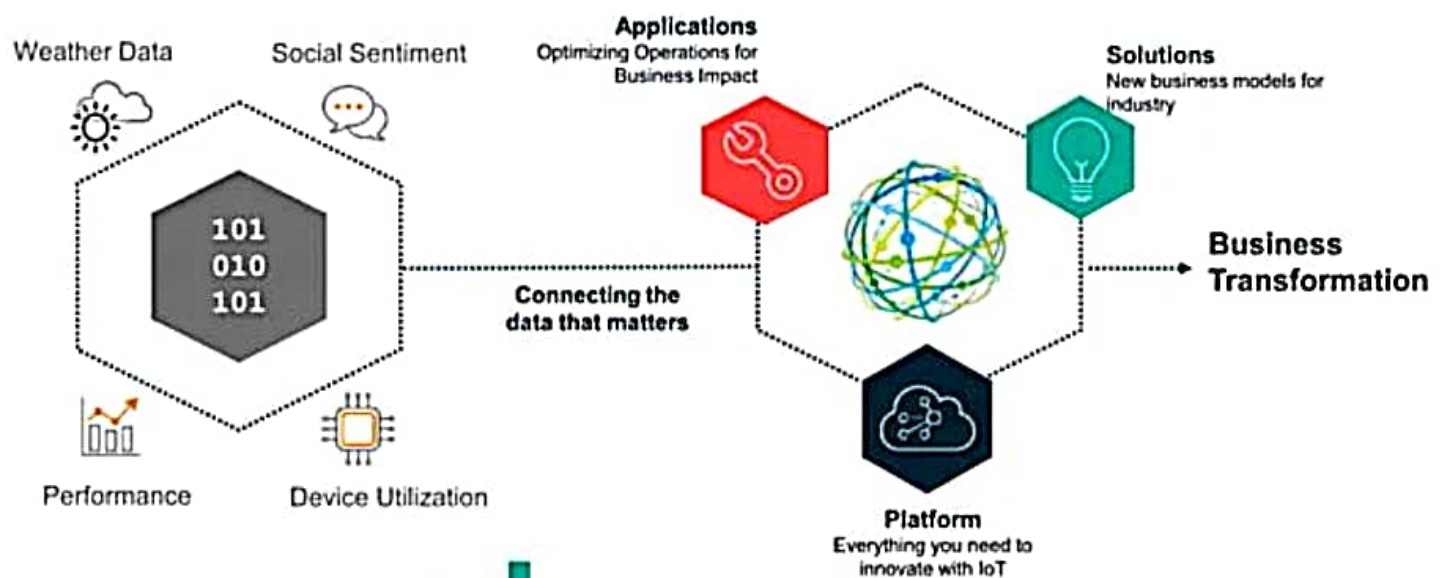 Weather Data
Social Sentiment
101
010
101
Performance
Device Utilization
Connecting the
data that matters
Applications
Optimizing Operations for
Business Impact
Solutions
New business models for
industry
Platform
Everything you need to
innovate with IoT
Business
Transformation